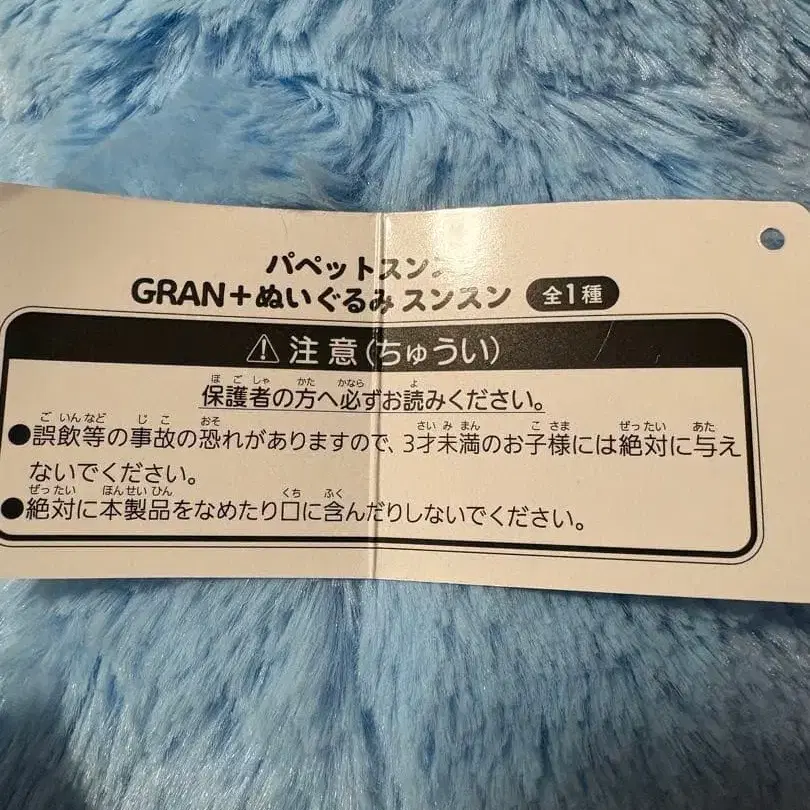 パペットスン
GRAN+ぬいぐるみ スンスン 全1種
⚠ 注意(ちゅうい)
ほごしゃ かた かなら よ
保護者の方へ必ずお読みください。
ごいんなど じこ おそ さいみまん こさま ぜったい あた
●誤飲等の事故の恐れがありますので、3才未満のお子様には絶対に与え
ないでください。
ぜったい ほんせいひん くち ふく
●絶対に本製品をなめたり口に含んだりしないでください。